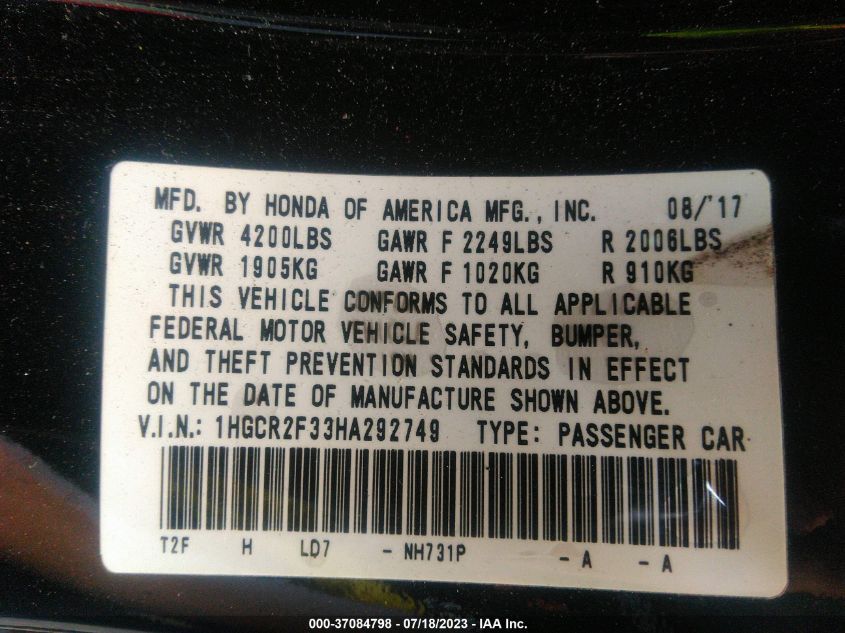 MFD. BY HONDA OF AMERICA MFG., INC. 08/'17
GVWR 4200LBS GAWR F 2249LBS R 2006LBS
GVWR 1905KG GAWR F 1020KG R 910KG
THIS VEHICLE CONFORMS TO ALL APPLICABLE
FEDERAL MOTOR VEHICLE SAFETY, BUMPER,
AND THEFT PREVENTION STANDARDS IN EFFECT
ON THE DATE OF MANUFACTURE SHOWN ABOVE.
V.I.N.: 1HGCR2F33HA292749 TYPE: PASSENGER CAR
T2F H LD7 - NH731P - A - A
000-37084798 - 07/18/2023 - IAA Inc.